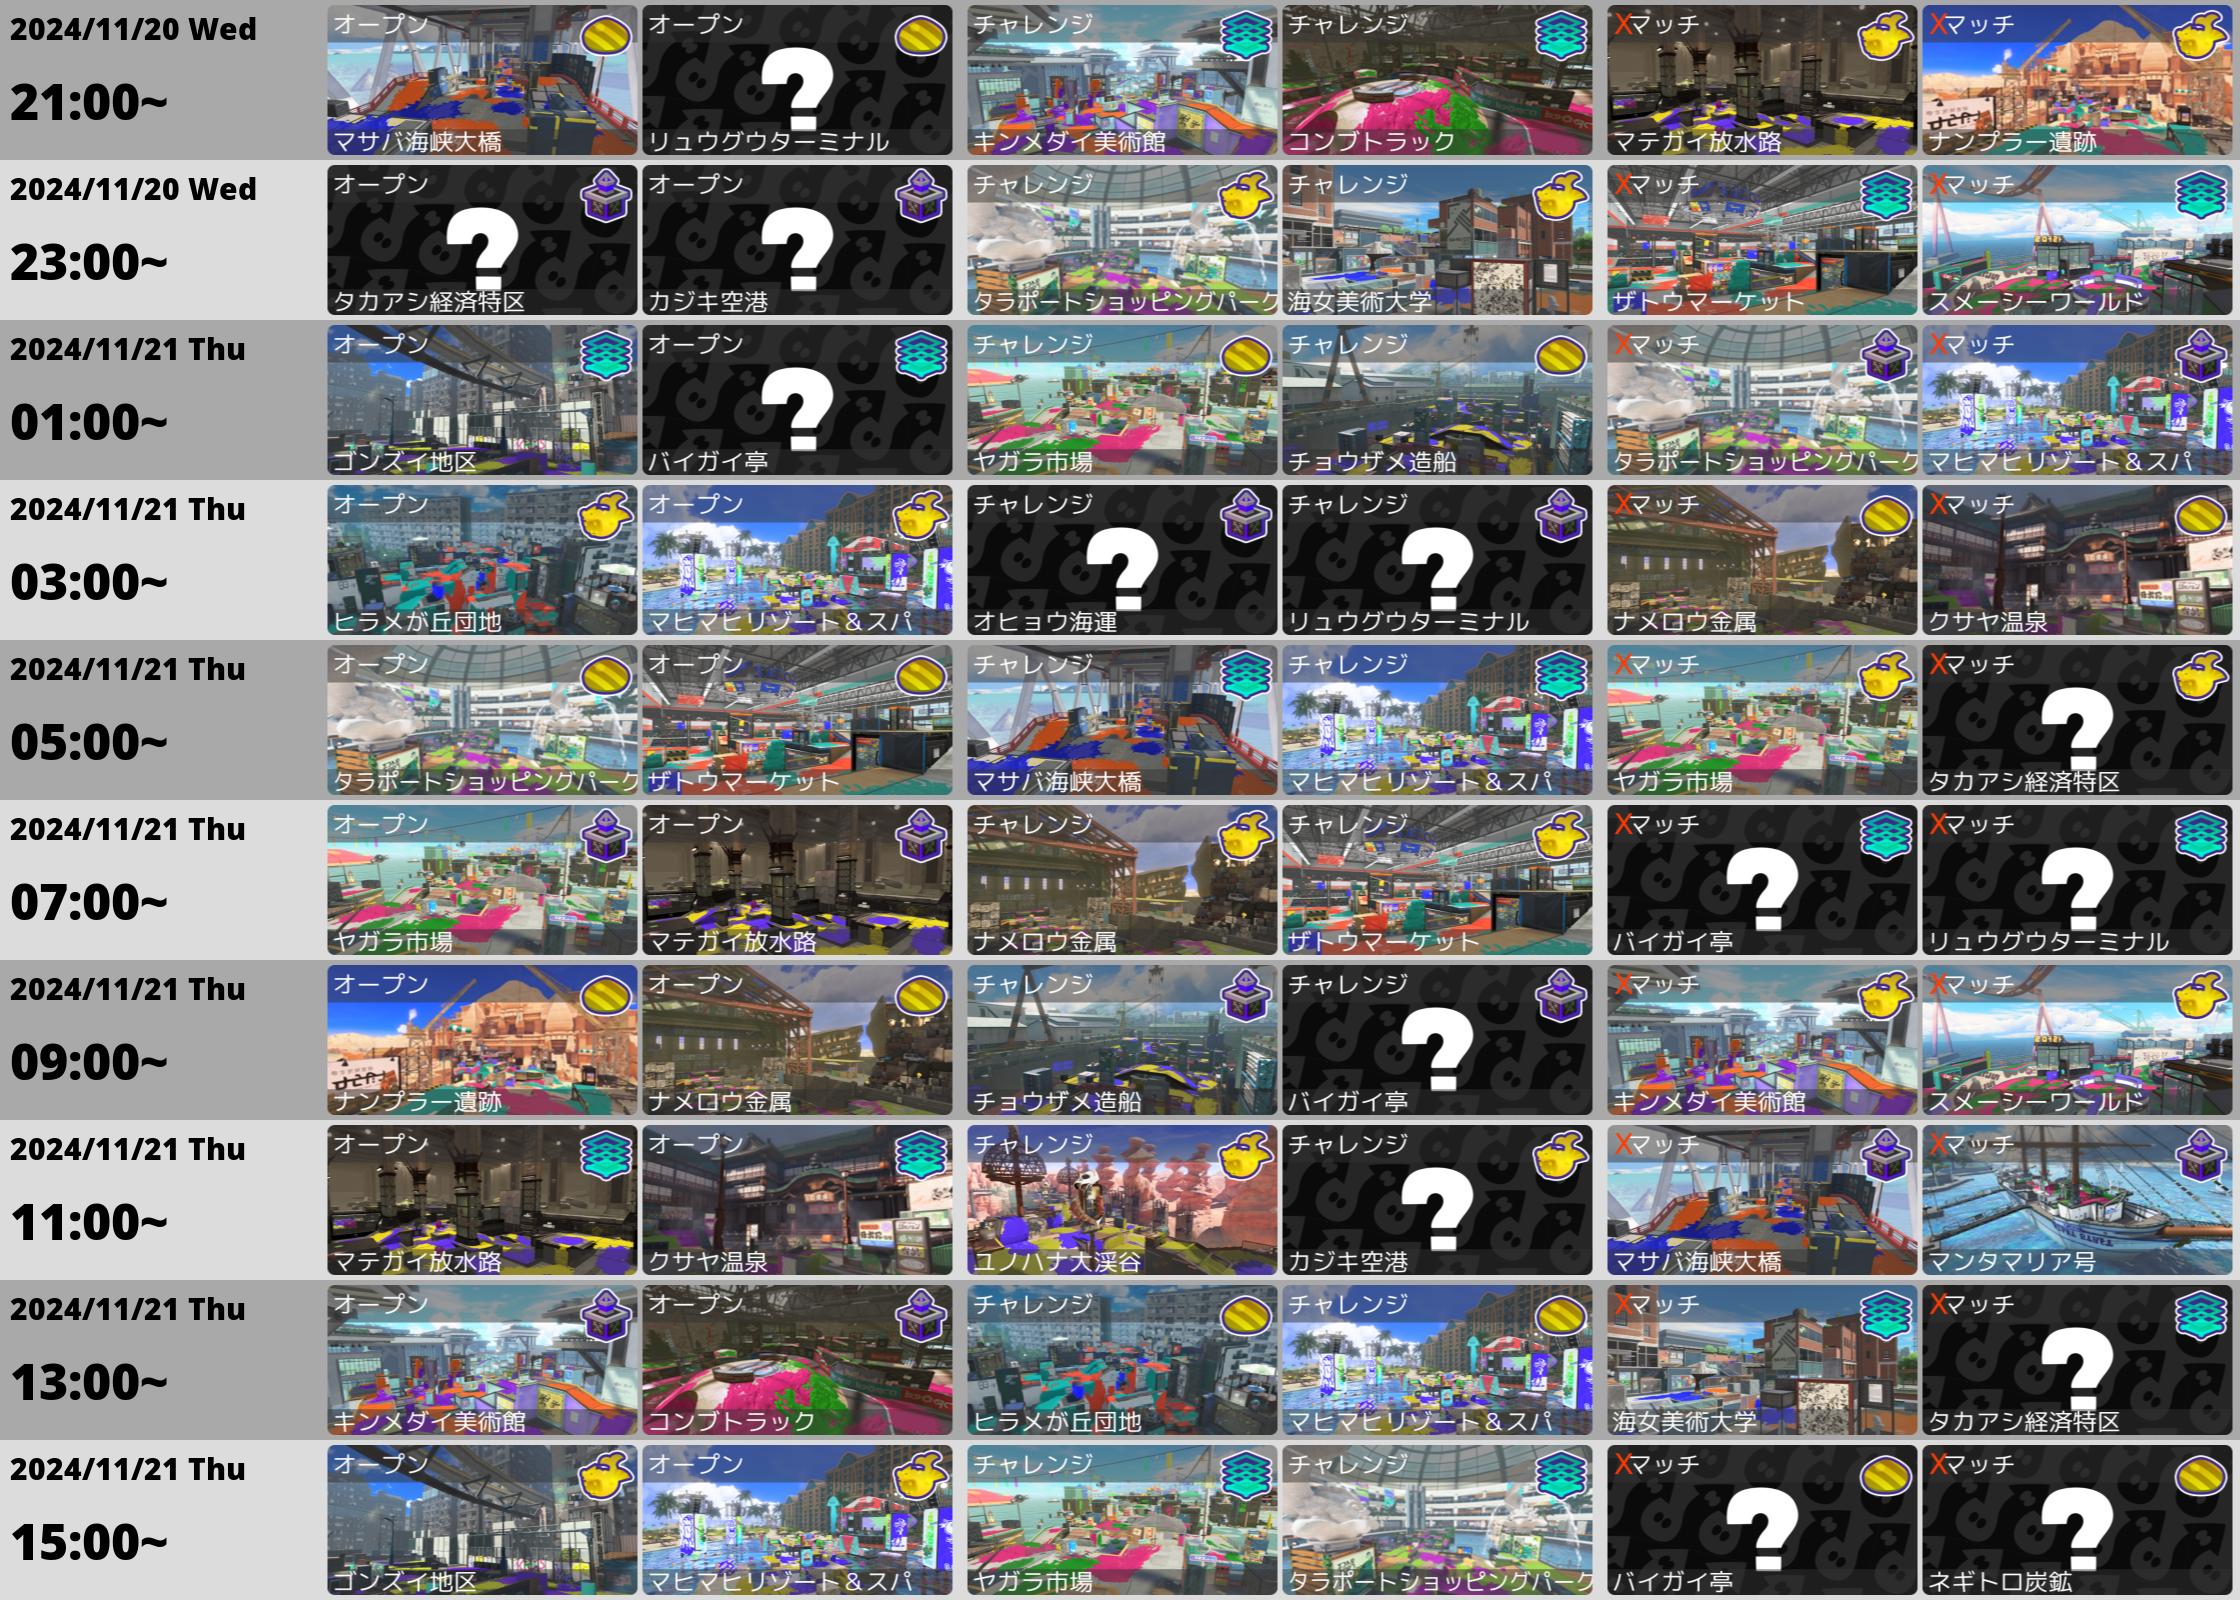 2024/11/20 Wed
21:00~
オープン
マサバ海峡大橋
オープン
リュウグウターミナル
チャレンジ
キンメダイ美術館
チャレンジ
コンブトラック
Xマッチ
マテガイ放水路
Xマッチ
ナンプラー遺跡
2024/11/20 Wed
23:00~
オープン
タカアシ経済特区
オープン
カジキ空港
チャレンジ
タラポートショッピングパーク
チャレンジ
海女美術大学
Xマッチ
ザトウマーケット
Xマッチ
スメーシーワールド
2024/11/21 Thu
01:00~
オープン
ゴンズイ地区
オープン
バイガイ亭
チャレンジ
ヤガラ市場
チャレンジ
チョウザメ造船
Xマッチ
タラポートショッピングパーク
Xマッチ
マヒマヒリゾート&スパ
2024/11/21 Thu
03:00~
オープン
ヒラメが丘団地
オープン
マヒマヒリゾート&スパ
チャレンジ
オヒョウ海運
チャレンジ
リュウグウターミナル
Xマッチ
ナメロウ金属
Xマッチ
クサヤ温泉
2024/11/21 Thu
05:00~
オープン
タラポートショッピングパーク
オープン
ザトウマーケット
チャレンジ
マサバ海峡大橋
チャレンジ
マヒマヒリゾート&スパ
Xマッチ
ヤガラ市場
Xマッチ
タカアシ経済特区
2024/11/21 Thu
07:00~
オープン
ヤガラ市場
オープン
マテガイ放水路
チャレンジ
ナメロウ金属
チャレンジ
ザトウマーケット
Xマッチ
バイガイ亭
Xマッチ
リュウグウターミナル
2024/11/21 Thu
09:00~
オープン
ナンプラー遺跡
オープン
ナメロウ金属
チャレンジ
チョウザメ造船
チャレンジ
バイガイ亭
Xマッチ
キンメダイ美術館
Xマッチ
スメーシーワールド
2024/11/21 Thu
11:00~
オープン
マテガイ放水路
オープン
クサヤ温泉
チャレンジ
ユノハナ大渓谷
チャレンジ
カジキ空港
Xマッチ
マサバ海峡大橋
Xマッチ
マンタマリア号
2024/11/21 Thu
13:00~
オープン
キンメダイ美術館
オープン
コンブトラック
チャレンジ
ヒラメが丘団地
チャレンジ
マヒマヒリゾート&スパ
Xマッチ
海女美術大学
Xマッチ
タカアシ経済特区
2024/11/21 Thu
15:00~
オープン
ゴンズイ地区
オープン
マヒマヒリゾート&スパ
チャレンジ
ヤガラ市場
チャレンジ
タラポートショッピングパーク
Xマッチ
バイガイ亭
Xマッチ
ネギトロ炭鉱